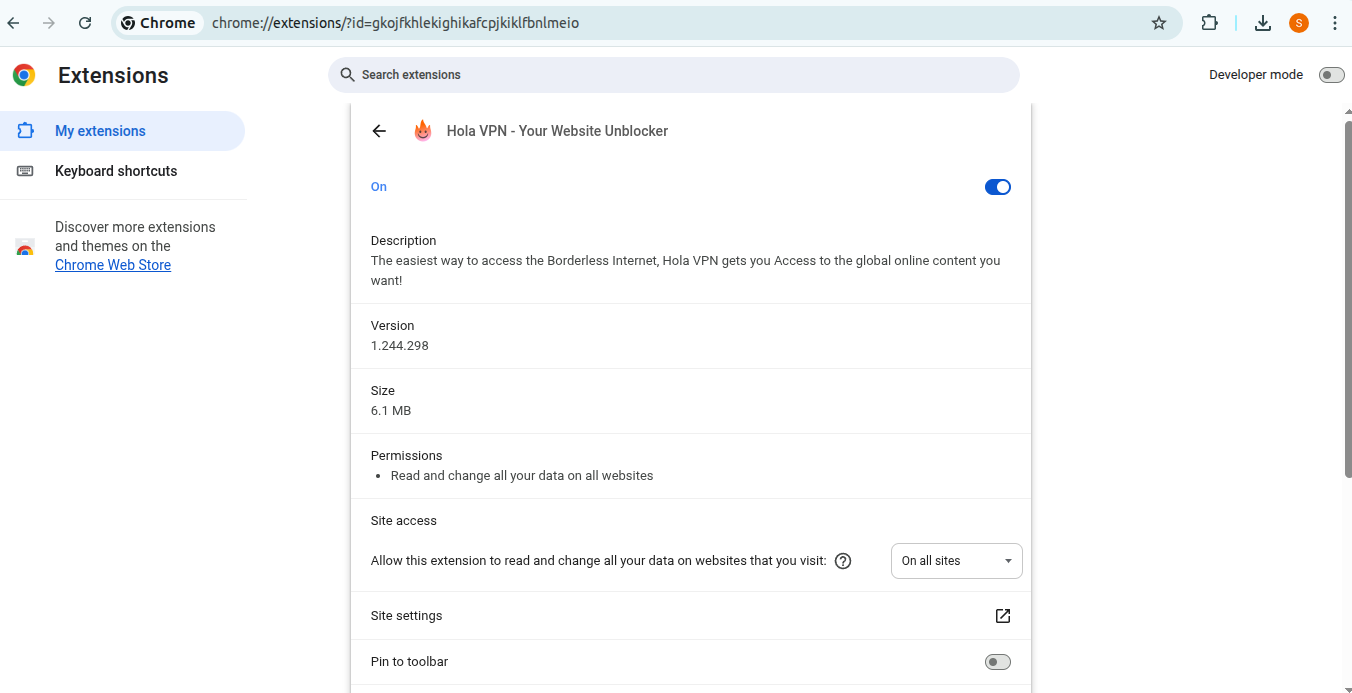 Chrome
chrome://extensions/?id=gkojfkhlekighikafcpjkiklfbnlmeio
S
Extensions
Search extensions
Developer mode
My extensions
Keyboard shortcuts
Discover more extensions
and themes on the
Chrome Web Store
Hola VPN - Your Website Unblocker
On
Description
The easiest way to access the Borderless Internet, Hola VPN gets you Access to the global online content you
want!
Version
1.244.298
Size
6.1 MB
Permissions
• Read and change all your data on all websites
Site access
Allow this extension to read and change all your data on websites that you visit: ?
On all sites
Site settings
Pin to toolbar